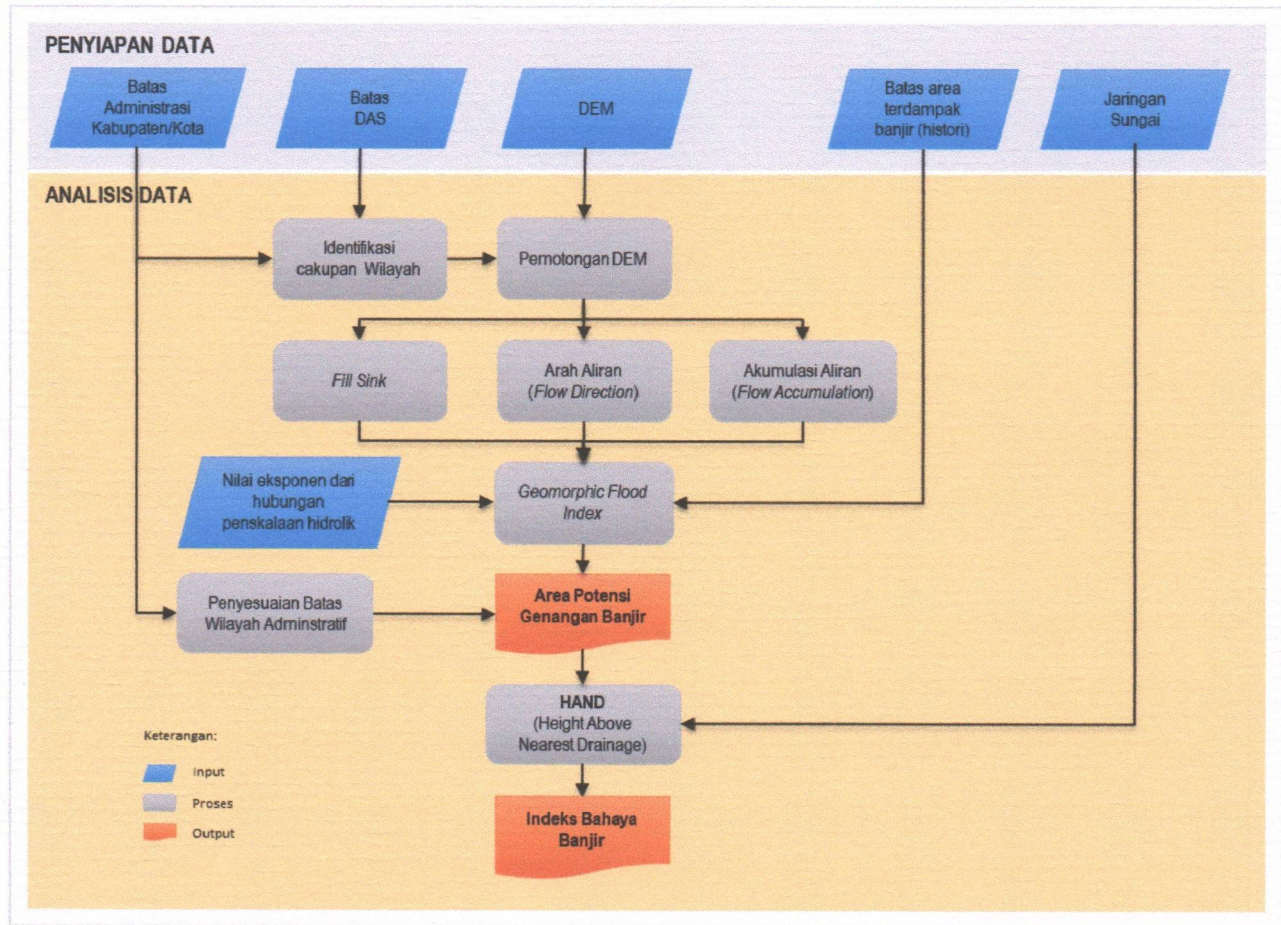 PENYIAPAN DATA
Batas
Administrasi
Kabupaten/Kota
Batas
DAS
DEM
Batas area
terdampak
banjir (histori)
Jaringan
Sungai
ANALISIS DATA
Identifikasi
cakupan Wilayah
Pemotongan DEM
Fill Sink
Arah Aliran
(Flow Direction)
Akumulasi Aliran
(Flow Accumulation)
Nilai eksponen dari
hubungan
penskalaan hidrolik
Geomorphic Flood
Index
Penyesuaian Batas
Wilayah Adminstratif
Area Potensi
Genangan Banjir
HAND
(Height Above
Nearest Drainage)
Indeks Bahaya
Banjir
Keterangan:
Input
Proses
Output